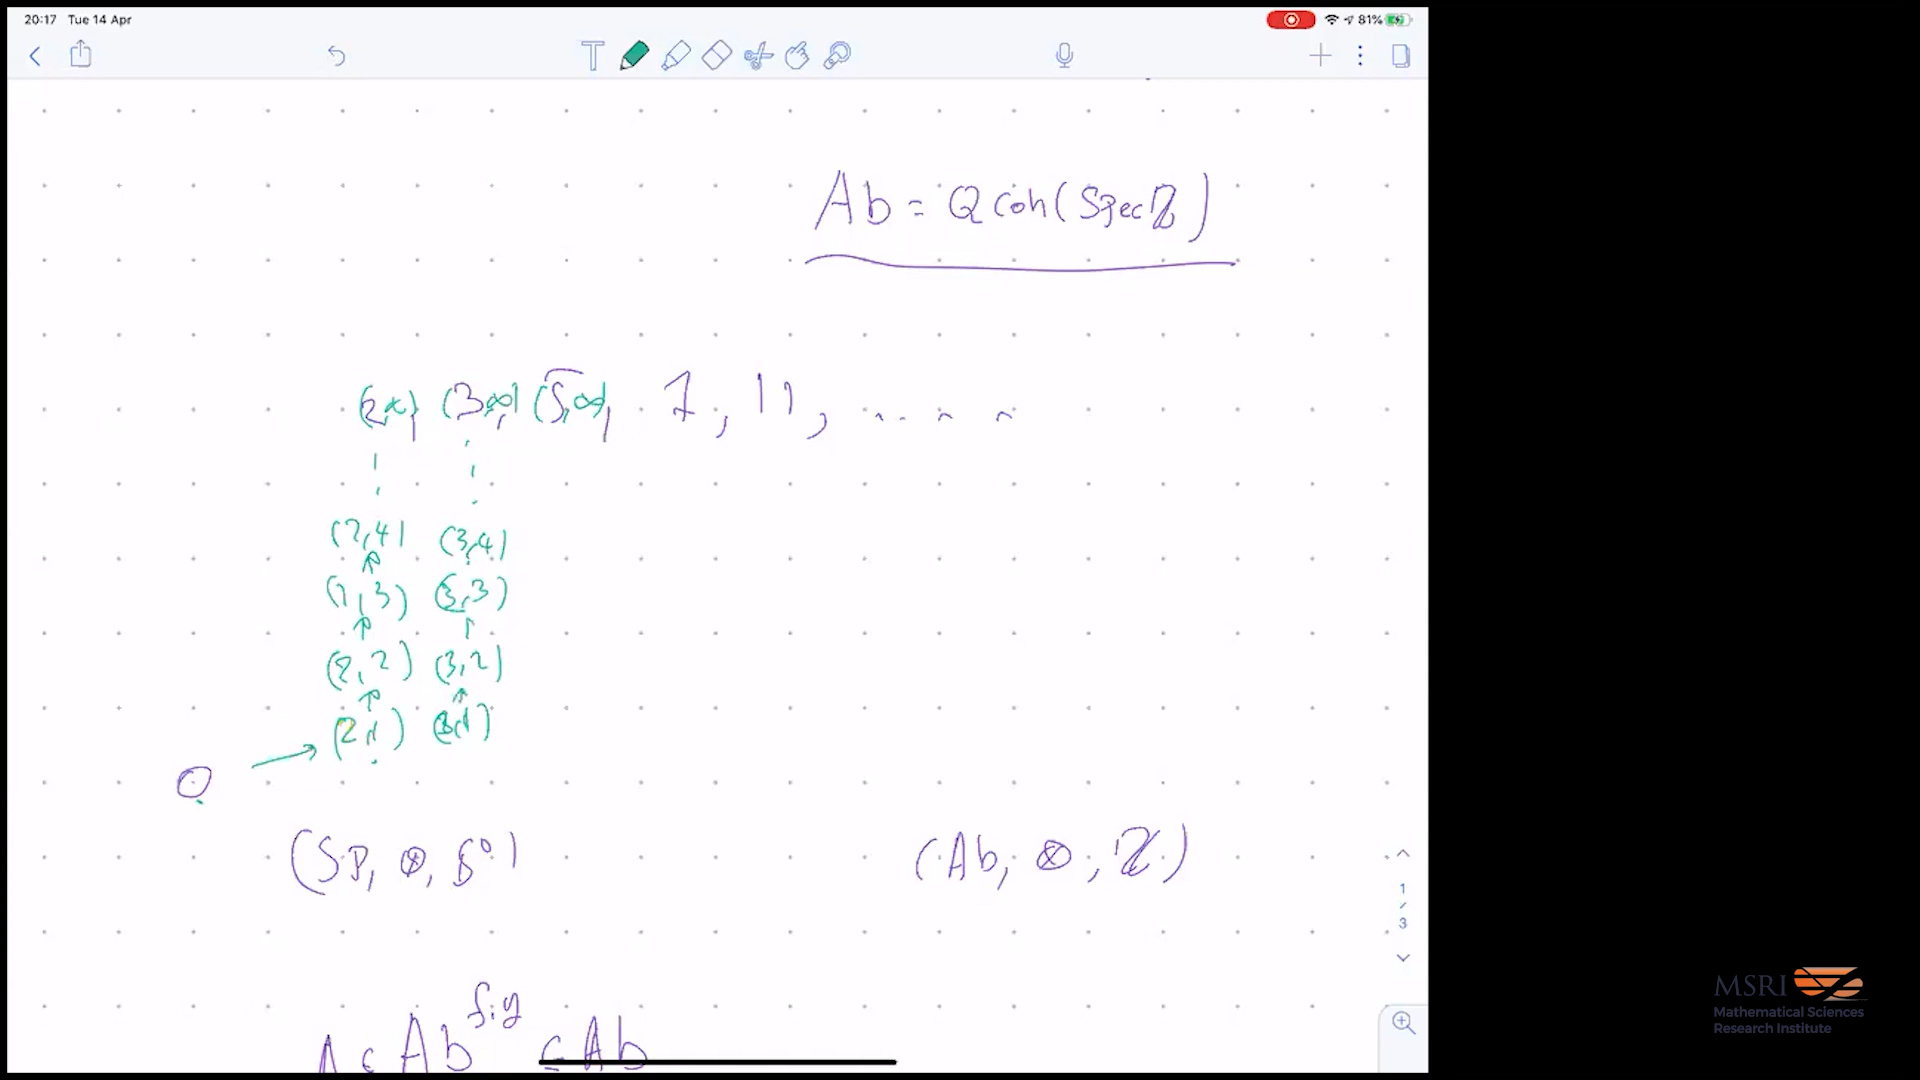 20:17 Tue 14 Apr 81%
T
Ab = Qcoh(Spec ℤ)
(2,∞) (3,∞) (5,∞), 7, 11, ....
(2,4) (3,4)
(2,3) (3,3)
(2,2) (3,2)
(2,1) (3,1)
0
(Sp, ⊗, S⁰) (Ab, ⊗, ℤ)
1
/
3
A ∈ Ab^{f.g} ⊆ Ab
MSRI
Mathematical Sciences
Research Institute